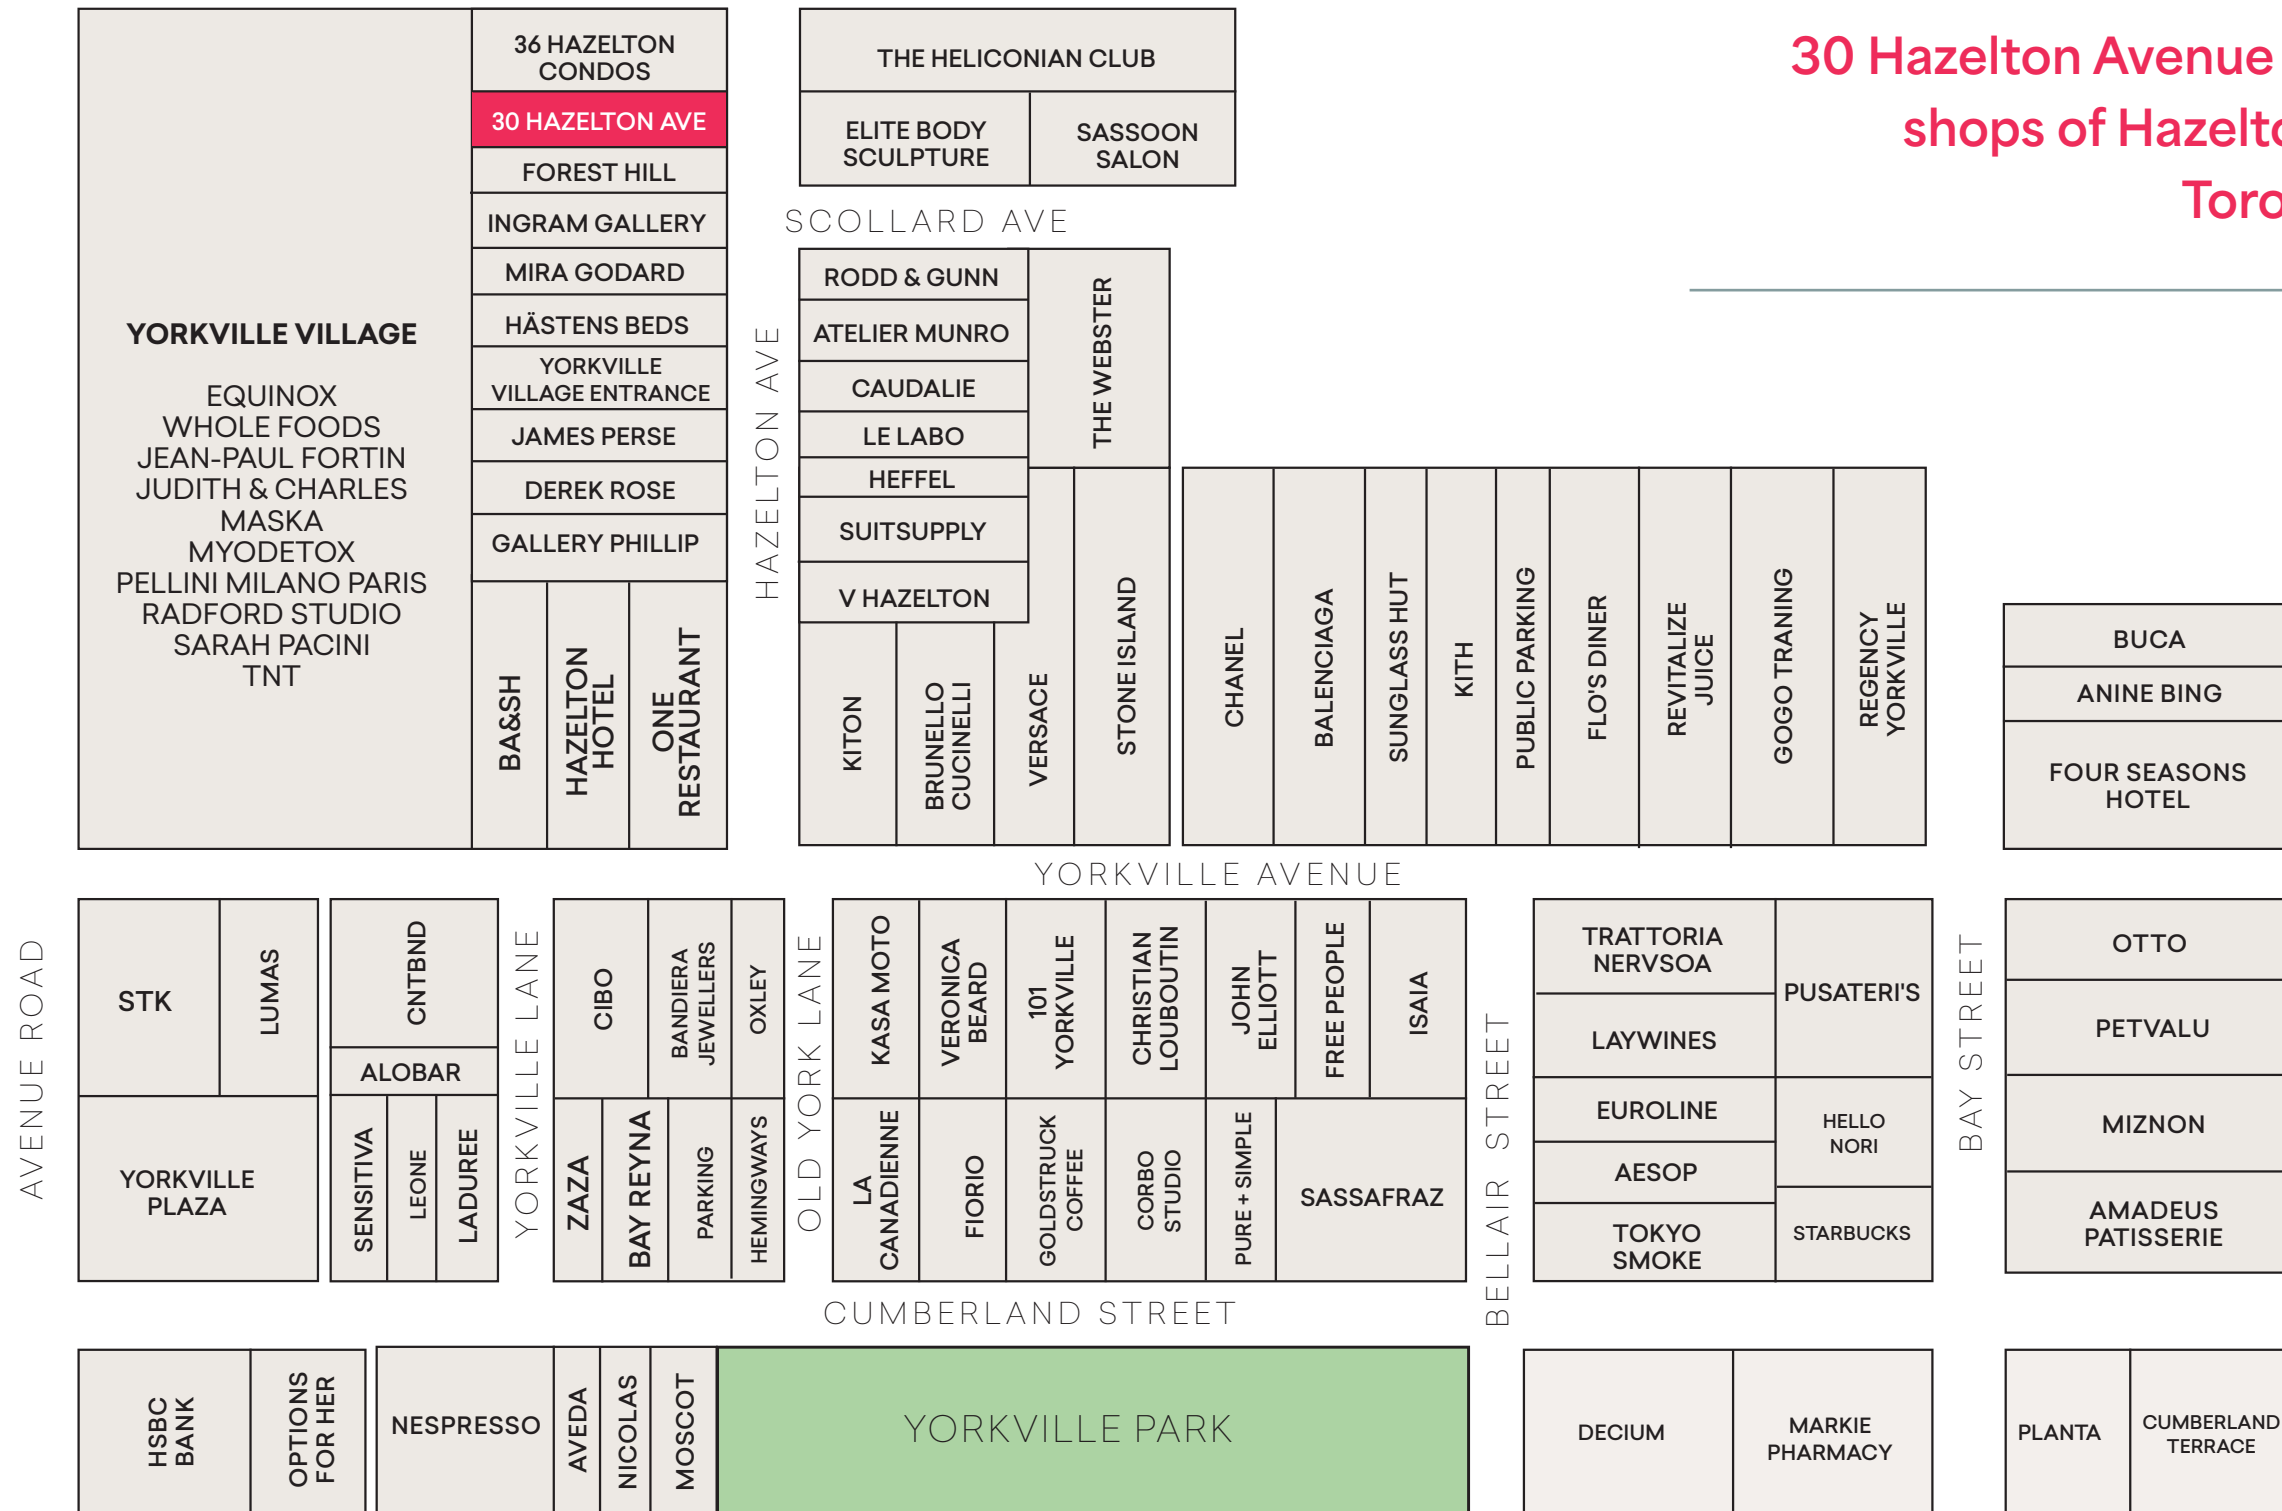 30 Hazelton Avenue
shops of Hazelto
Toro
36 HAZELTON
CONDOS
30 HAZELTON AVE
FOREST HILL
INGRAM GALLERY
MIRA GODARD
HÄSTENS BEDS
YORKVILLE
VILLAGE ENTRANCE
JAMES PERSE
DEREK ROSE
GALLERY PHILLIP
BA&SH
HAZELTON
HOTEL
ONE
RESTAURANT
YORKVILLE VILLAGE
EQUINOX
WHOLE FOODS
JEAN-PAUL FORTIN
JUDITH & CHARLES
MASKA
MYODETOX
PELLINI MILANO PARIS
RADFORD STUDIO
SARAH PACINI
TNT
HAZELTON AVE
THE HELICONIAN CLUB
ELITE BODY
SCULPTURE
SASSOON
SALON
SCOLLARD AVE
RODD & GUNN
ATELIER MUNRO
CAUDALIE
LE LABO
HEFFEL
SUITSUPPLY
V HAZELTON
THE WEBSTER
KITON
BRUNELLO
CUCINELLI
VERSACE
STONE ISLAND
CHANEL
BALENCIAGA
SUNGLASS HUT
KITH
PUBLIC PARKING
FLO'S DINER
REVITALIZE
JUICE
GOGO TRANING
REGENCY
YORKVILLE
BUCA
ANINE BING
FOUR SEASONS
HOTEL
YORKVILLE AVENUE
AVENUE ROAD
STK
LUMAS
YORKVILLE
PLAZA
CNTBND
ALOBAR
SENSITIVA
LEONE
LADUREE
YORKVILLE LANE
CIBO
BANDIERA
JEWELLERS
OXLEY
ZAZA
BAY REYNA
PARKING
HEMINGWAYS
OLD YORK LANE
KASA MOTO
VERONICA
BEARD
101
YORKVILLE
CHRISTIAN
LOUBOUTIN
JOHN
ELLIOTT
FREE PEOPLE
ISAIA
LA
CANADIENNE
FIORIO
GOLDSTRUCK
COFFEE
CORBO
STUDIO
PURE + SIMPLE
SASSAFRAZ
BELLAIR STREET
TRATTORIA
NERVSOA
LAYWINES
EUROLINE
AESOP
TOKYO
SMOKE
PUSATERI'S
HELLO
NORI
STARBUCKS
BAY STREET
OTTO
PETVALU
MIZNON
AMADEUS
PATISSERIE
CUMBERLAND STREET
HSBC
BANK
OPTIONS
FOR HER
NESPRESSO
AVEDA
NICOLAS
MOSCOT
YORKVILLE PARK
DECIUM
MARKIE
PHARMACY
PLANTA
CUMBERLAND
TERRACE